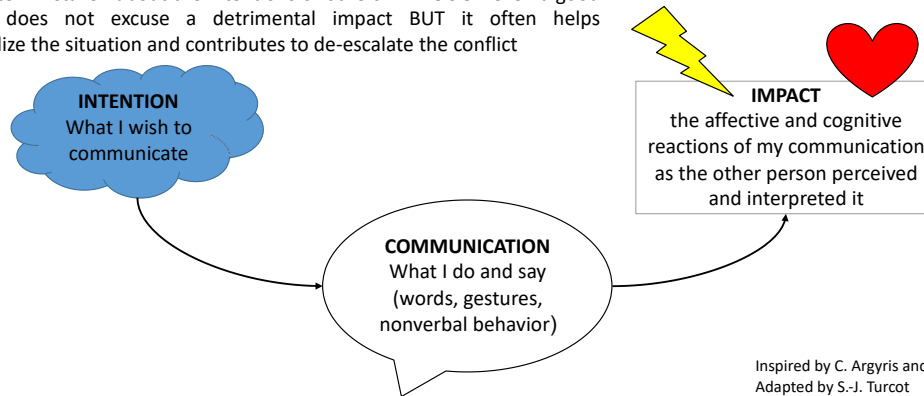 does not excuse a detrimental impact BUT it often helps
lize the situation and contributes to de-escalate the conflict
INTENTION
What I wish to
communicate
IMPACT
the affective and cognitive
reactions of my communication
as the other person perceived
and interpreted it
COMMUNICATION
What I do and say
(words, gestures,
nonverbal behavior)
Inspired by C. Argyris and
Adapted by S.-J. Turcot